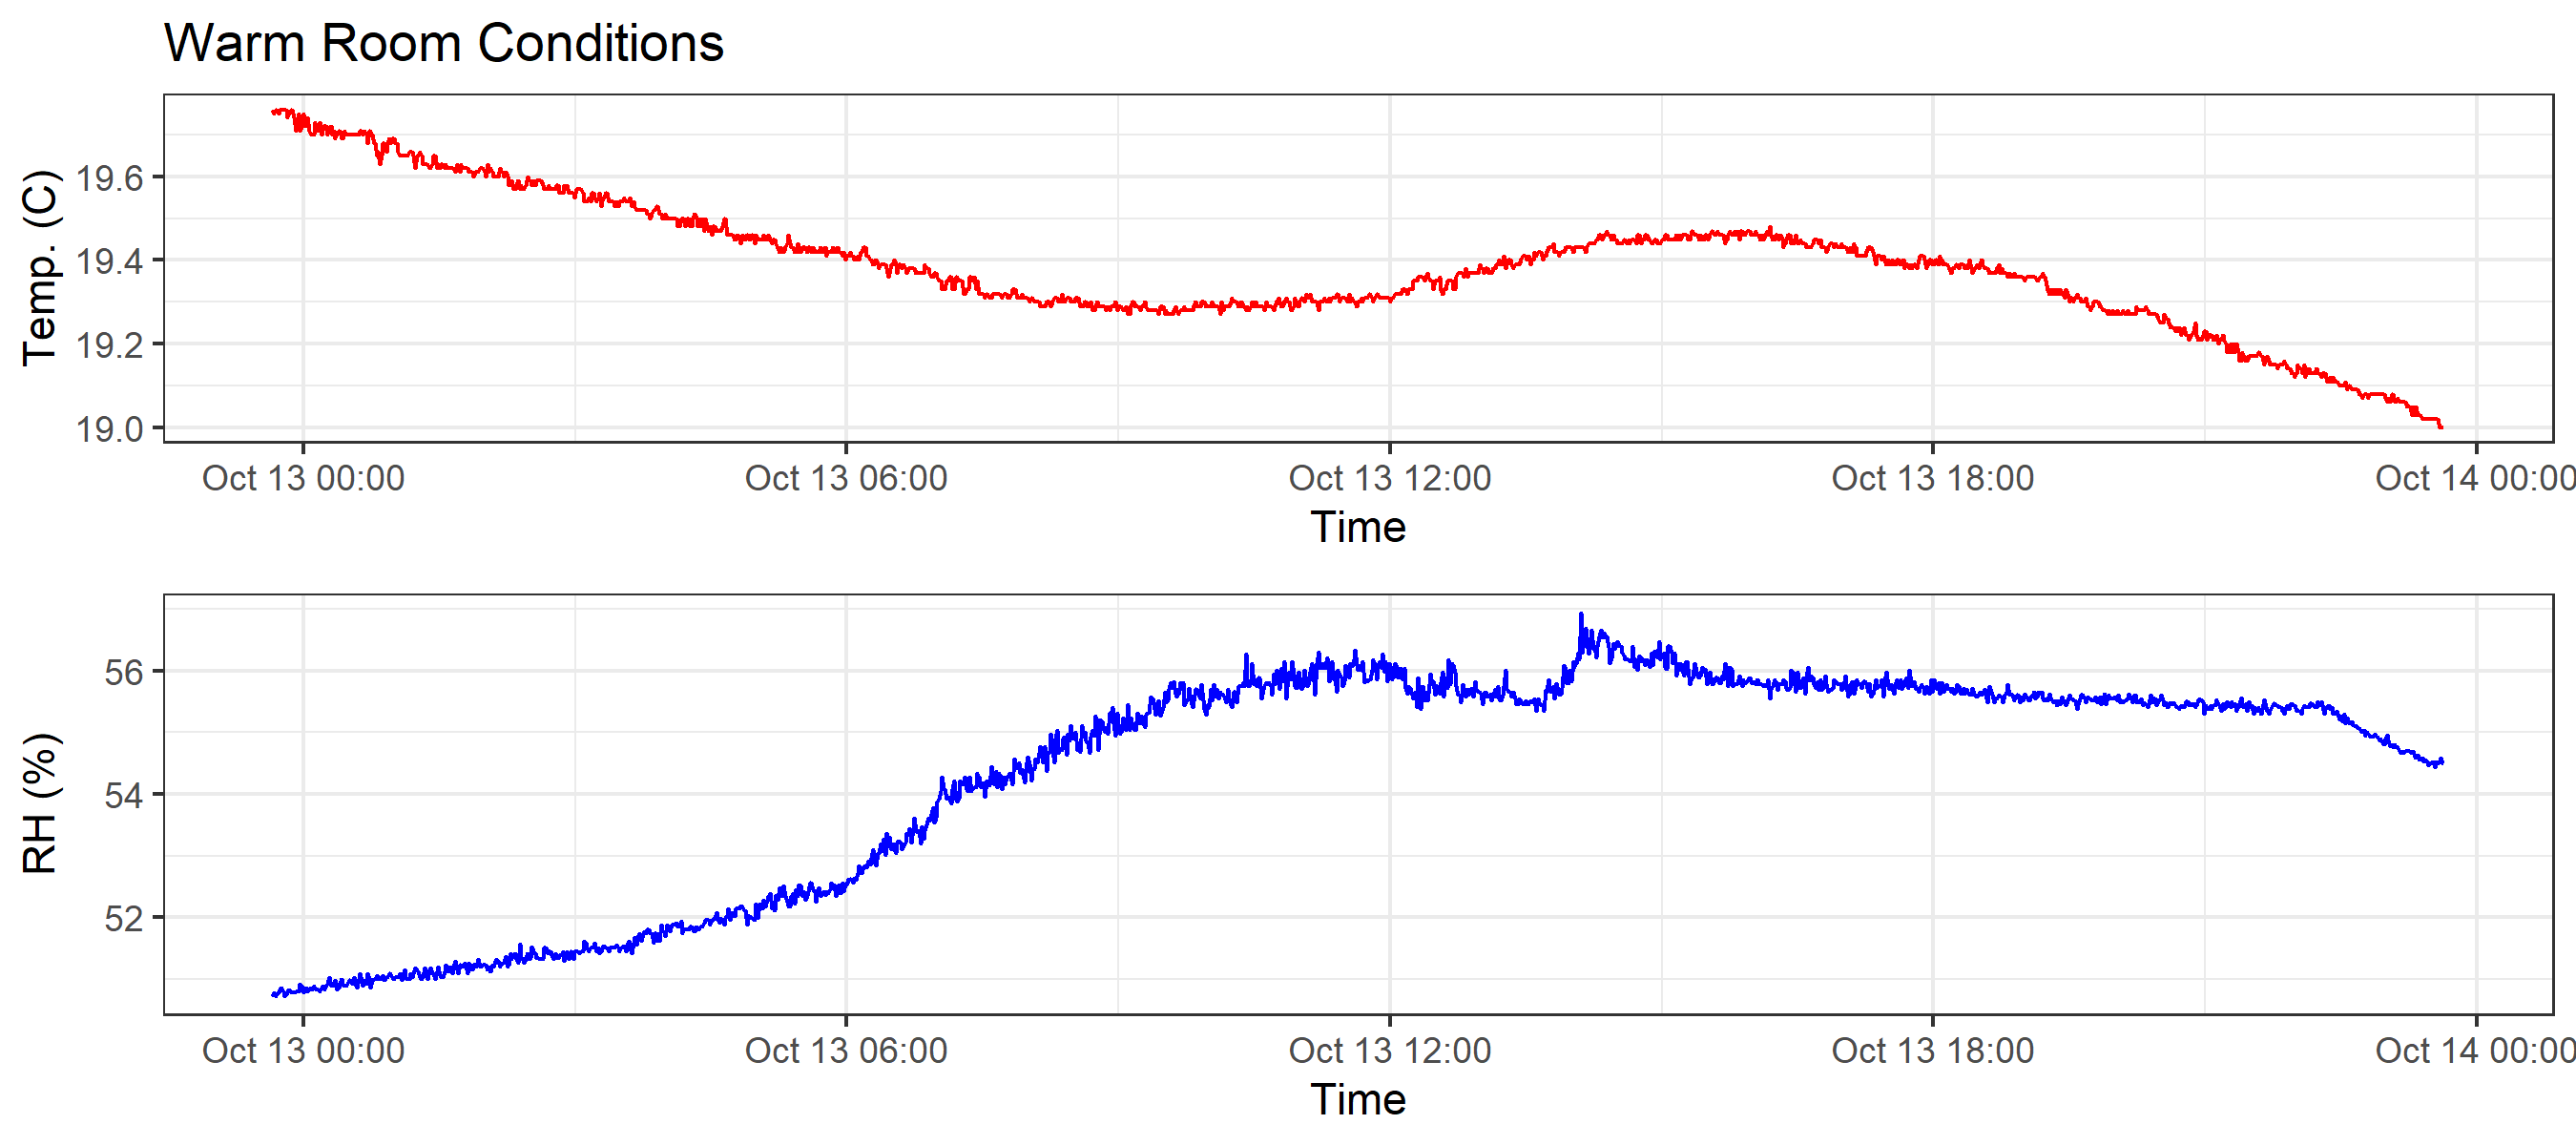 Warm Room Conditions
Temp. (C)
19.6
19.4
19.2
19.0
Oct 13 00:00 Oct 13 06:00 Oct 13 12:00 Oct 13 18:00 Oct 14 00:00
Time
RH (%)
56
54
52
Oct 13 00:00 Oct 13 06:00 Oct 13 12:00 Oct 13 18:00 Oct 14 00:00
Time